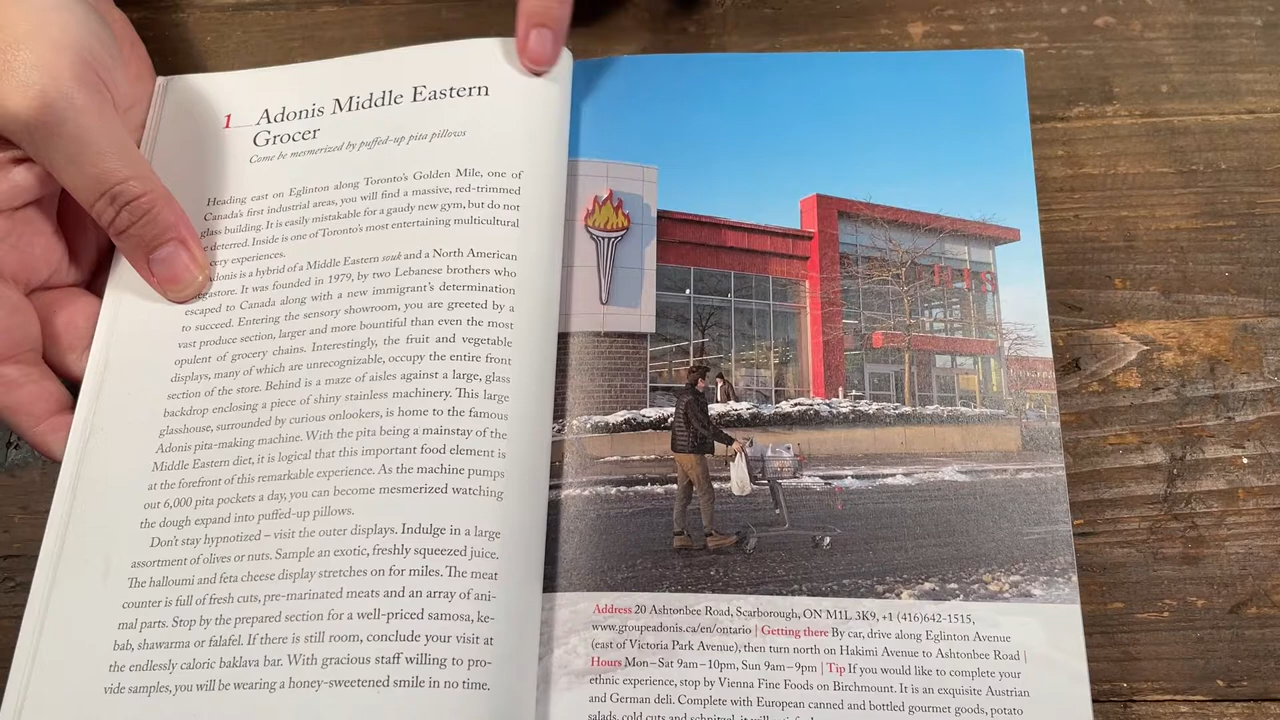 1 Adonis Middle Eastern
Grocer
Come be mesmerized by puffed-up pita pillows
Heading east on Eglinton along Toronto's Golden Mile, one of
Canada's first industrial areas, you will find a massive, red-trimmed
glass building. It is easily mistakable for a gaudy new gym, but do not
deterred. Inside is one of Toronto's most entertaining multicultural
experiences.
Adonis is a hybrid of a Middle Eastern souk and a North American
megastore. It was founded in 1979, by two Lebanese brothers who
escaped to Canada along with a new immigrant's determination
to succeed. Entering the sensory showroom, you are greeted by a
vast produce section, larger and more bountiful than even the most
opulent of grocery chains. Interestingly, the fruit and vegetable
displays, many of which are unrecognizable, occupy the entire front
section of the store. Behind is a maze of aisles against a large, glass
backdrop enclosing a piece of shiny stainless machinery. This large
glasshouse, surrounded by curious onlookers, is home to the famous
Adonis pita-making machine. With the pita being a mainstay of the
Middle Eastern diet, it is logical that this important food element is
at the forefront of this remarkable experience. As the machine pumps
out 6,000 pita pockets a day, you can become mesmerized watching
the dough expand into puffed-up pillows.
Don't stay hypnotized – visit the outer displays. Indulge in a large
assortment of olives or nuts. Sample an exotic, freshly squeezed juice.
The halloumi and feta cheese display stretches on for miles. The meat
counter is full of fresh cuts, pre-marinated meats and an array of ani-
mal parts. Stop by the prepared section for a well-priced samosa, ke-
bab, shawarma or falafel. If there is still room, conclude your visit at
the endlessly caloric baklava bar. With gracious staff willing to pro-
vide samples, you will be wearing a honey-sweetened smile in no time.
Address 20 Ashtonbee Road, Scarborough, ON M1L 3K9, +1 (416)642-1515,
www.groupeadonis.ca/en/ontario | Getting there By car, drive along Eglinton Avenue
(east of Victoria Park Avenue), then turn north on Hakimi Avenue to Ashtonbee Road |
Hours Mon–Sat 9am–10pm, Sun 9am–9pm | Tip If you would like to complete your
ethnic experience, stop by Vienna Fine Foods on Birchmount. It is an exquisite Austrian
and German deli. Complete with European canned and bottled gourmet goods, potato
salads, cold cuts and schnitzel, it will